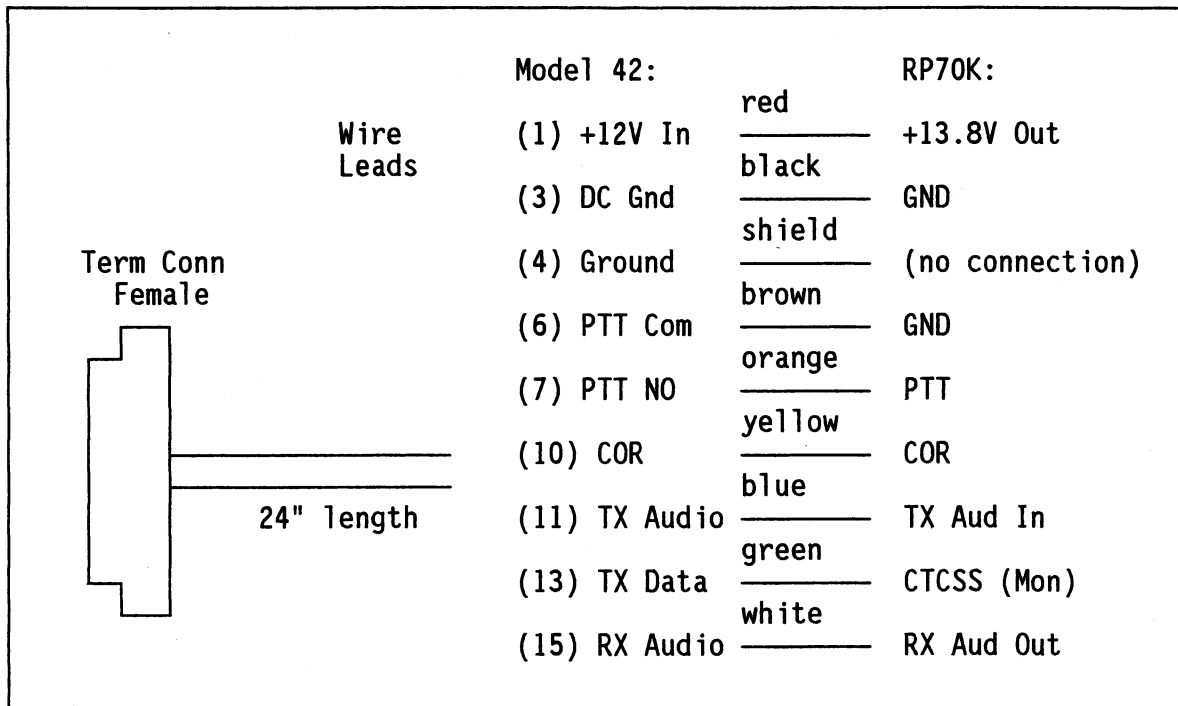 Model 42: RP70K:
red
Wire (1) +12V In +13.8V Out
Leads black
(3) DC Gnd GND
shield
Term Conn (4) Ground (no connection)
Female brown
(6) PTT Com GND
orange
(7) PTT NO PTT
yellow
(10) COR COR
blue
24" length (11) TX Audio TX Aud In
green
(13) TX Data CTCSS (Mon)
white
(15) RX Audio RX Aud Out